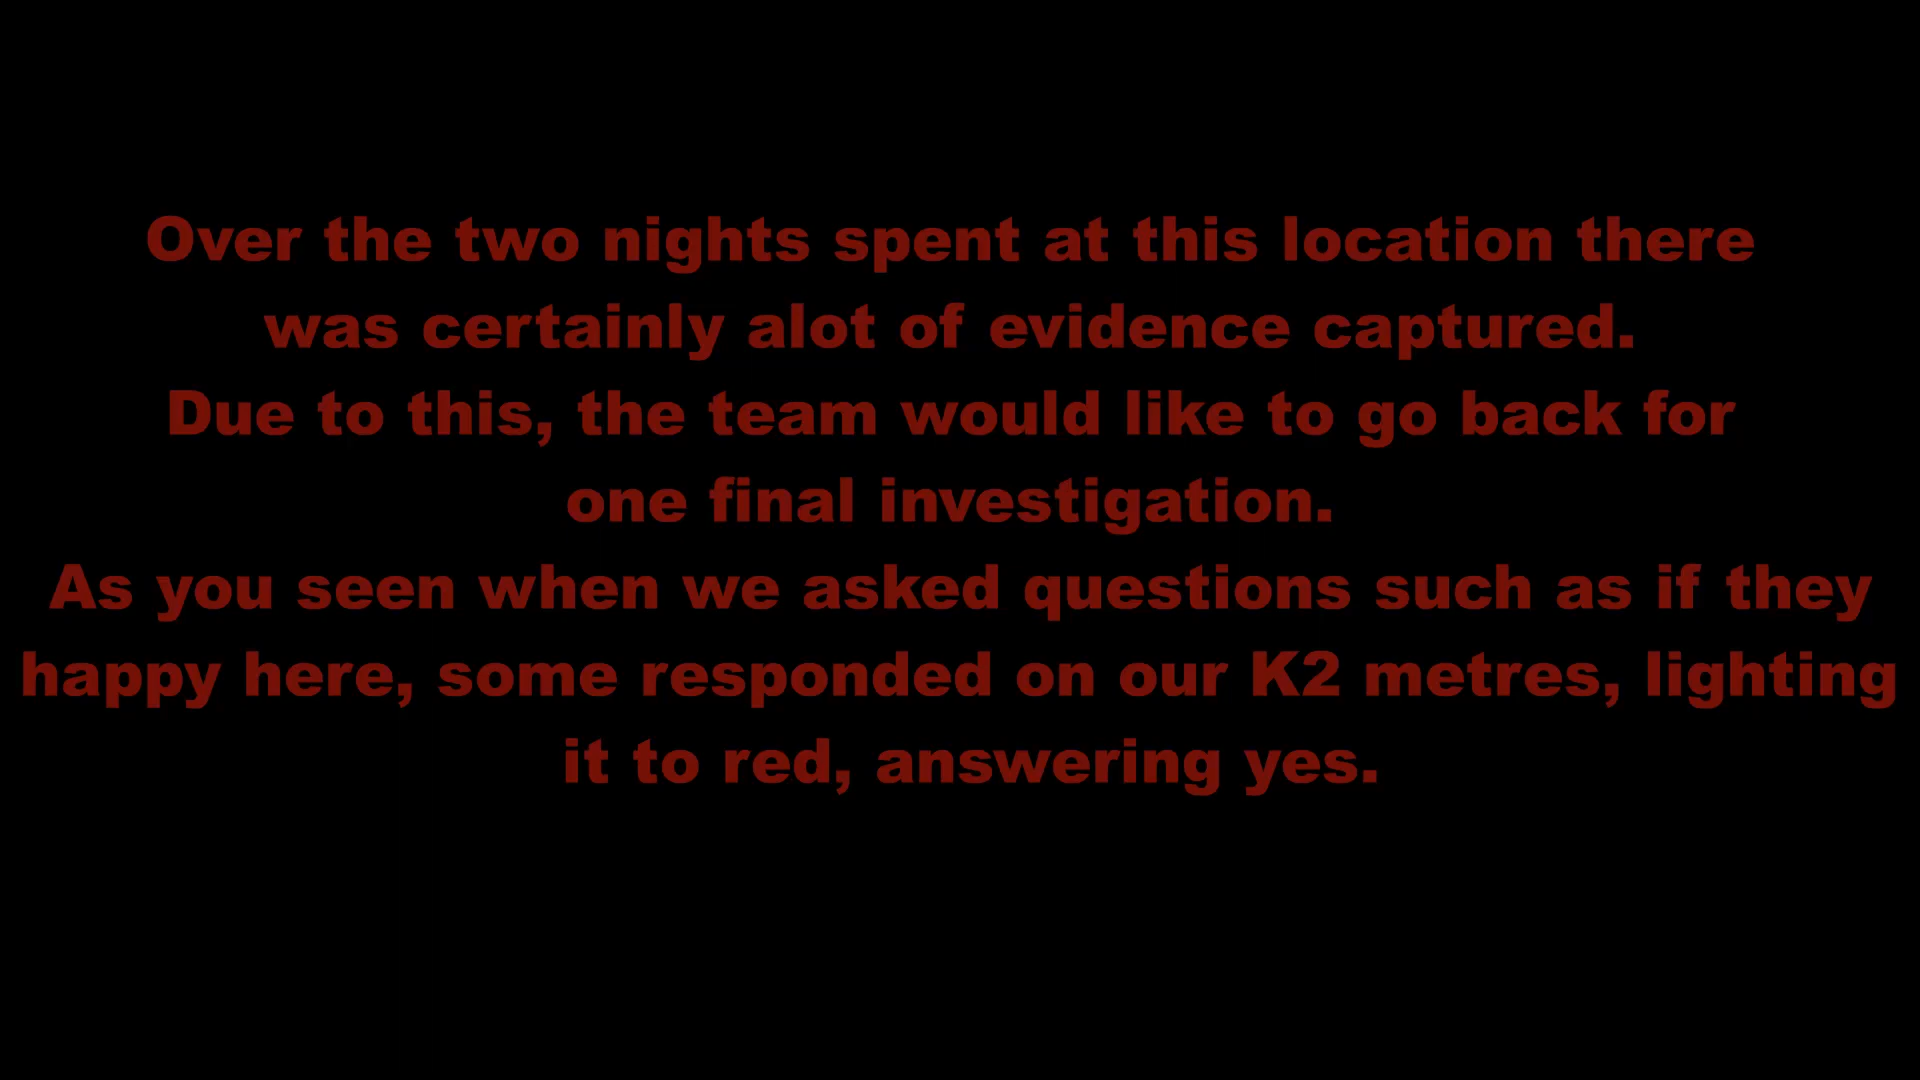 Over the two nights spent at this location there
was certainly alot of evidence captured.
Due to this, the team would like to go back for
one final investigation.
As you seen when we asked questions such as if they
happy here, some responded on our K2 metres, lighting
it to red, answering yes.